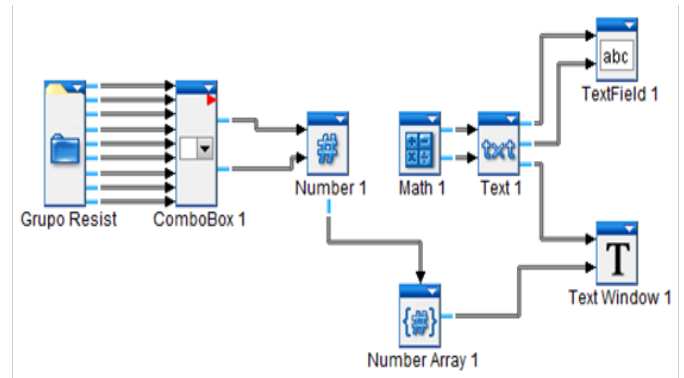 abc
TextField 1
#
txt
Grupo Resist
ComboBox 1
Number 1
Math 1
Text 1
T
Text Window 1
{#}
Number Array 1